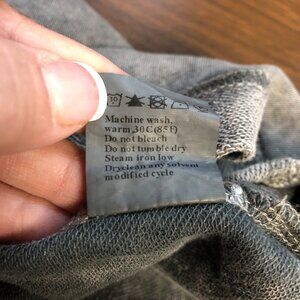 Machine wash,
warm,30C(85F)
Do not bleach
Do not tumble dry
Steam iron low
Dryclean any solvent
modified cycle